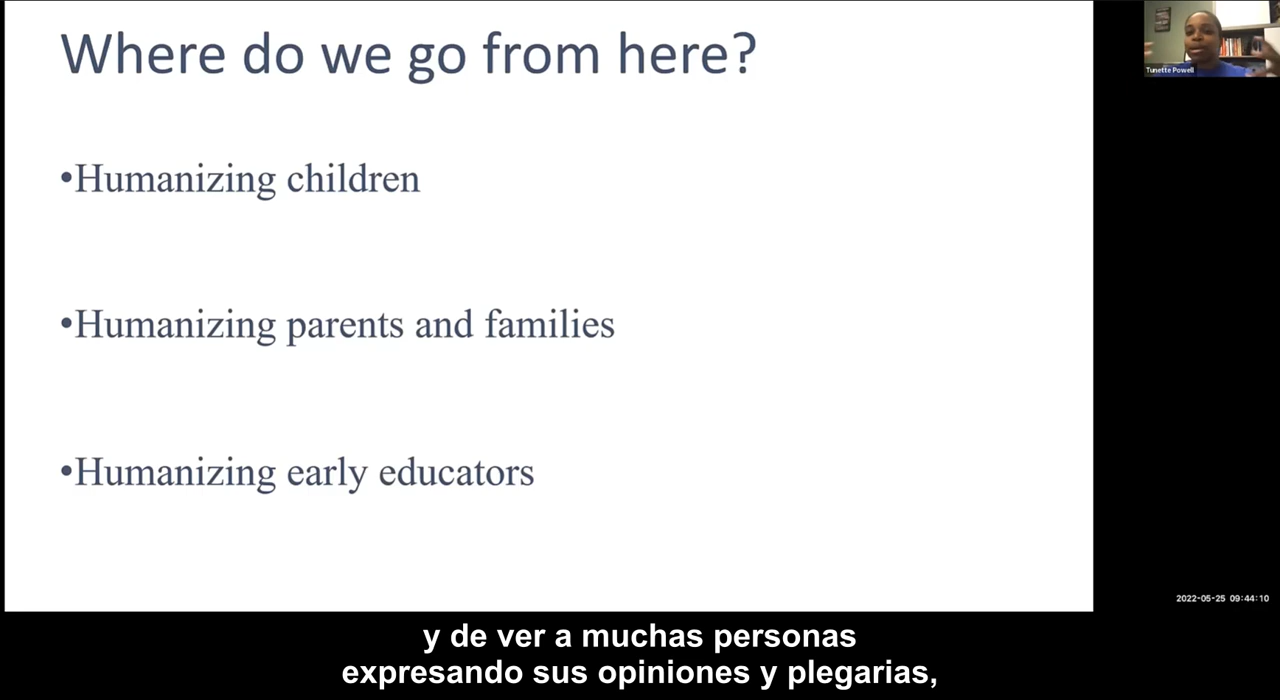 Where do we go from here?
•Humanizing children
•Humanizing parents and families
•Humanizing early educators
Tunette Powell
2022-05-25 09:44:10
y de ver a muchas personas
expresando sus opiniones y plegarias,